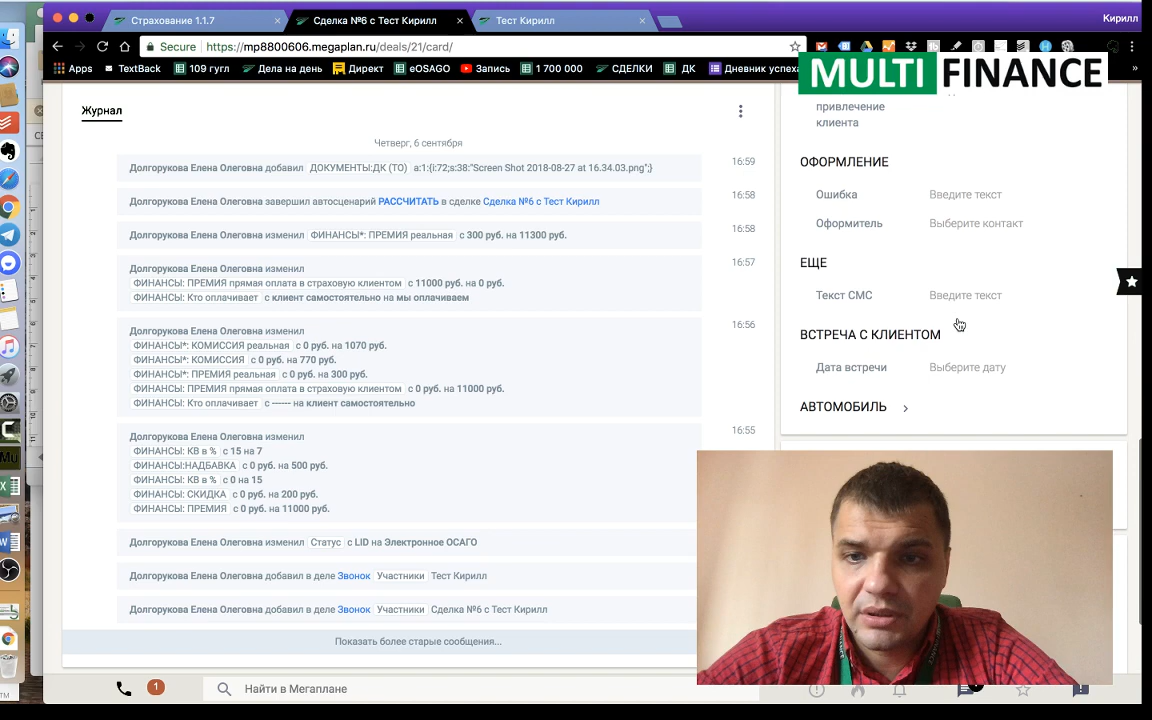 Страхование 1.1.7
Сделка №6 с Тест Кирилл
Тест Кирилл
Кирилл
Secure https://mp8800606.megaplan.ru/deals/21/card/
Apps TextBack 109 гугл Дела на день Директ eOSAGO Запись 1 700 000 СДЕЛКИ ДК Дневник успеха »
MULTI FINANCE
Журнал
Четверг, 6 сентября
Долгорукова Елена Олеговна добавил ДОКУМЕНТЫ:ДК (ТО) a:1:{i:72;s:38:"Screen Shot 2018-08-27 at 16.34.03.png";} 16:59
Долгорукова Елена Олеговна завершил автосценарий РАССЧИТАТЬ в сделке Сделка №6 с Тест Кирилл 16:58
Долгорукова Елена Олеговна изменил ФИНАНСЫ*: ПРЕМИЯ реальная с 300 руб. на 11300 руб. 16:58
Долгорукова Елена Олеговна изменил 16:57
ФИНАНСЫ: ПРЕМИЯ прямая оплата в страховую клиентом с 11000 руб. на 0 руб.
ФИНАНСЫ: Кто оплачивает с клиент самостоятельно на мы оплачиваем
Долгорукова Елена Олеговна изменил 16:56
ФИНАНСЫ*: КОМИССИЯ реальная с 0 руб. на 1070 руб.
ФИНАНСЫ*: КОМИССИЯ с 0 руб. на 770 руб.
ФИНАНСЫ*: ПРЕМИЯ реальная с 0 руб. на 300 руб.
ФИНАНСЫ: ПРЕМИЯ прямая оплата в страховую клиентом с 0 руб. на 11000 руб.
ФИНАНСЫ: Кто оплачивает с ------ на клиент самостоятельно
Долгорукова Елена Олеговна изменил 16:55
ФИНАНСЫ: КВ в % с 15 на 7
ФИНАНСЫ:НАДБАВКА с 0 руб. на 500 руб.
ФИНАНСЫ: КВ в % с 0 на 15
ФИНАНСЫ: СКИДКА с 0 руб. на 200 руб.
ФИНАНСЫ: ПРЕМИЯ с 0 руб. на 11000 руб.
Долгорукова Елена Олеговна изменил Статус с LID на Электронное ОСАГО
Долгорукова Елена Олеговна добавил в деле Звонок Участники Тест Кирилл
Долгорукова Елена Олеговна добавил в деле Звонок Участники Сделка №6 с Тест Кирилл
Показать более старые сообщения...
1
Найти в Мегаплане
привлечение
клиента
ОФОРМЛЕНИЕ
Ошибка Введите текст
Оформитель Выберите контакт
ЕЩЕ
Текст СМС Введите текст
ВСТРЕЧА С КЛИЕНТОМ
Дата встречи Выберите дату
АВТОМОБИЛЬ